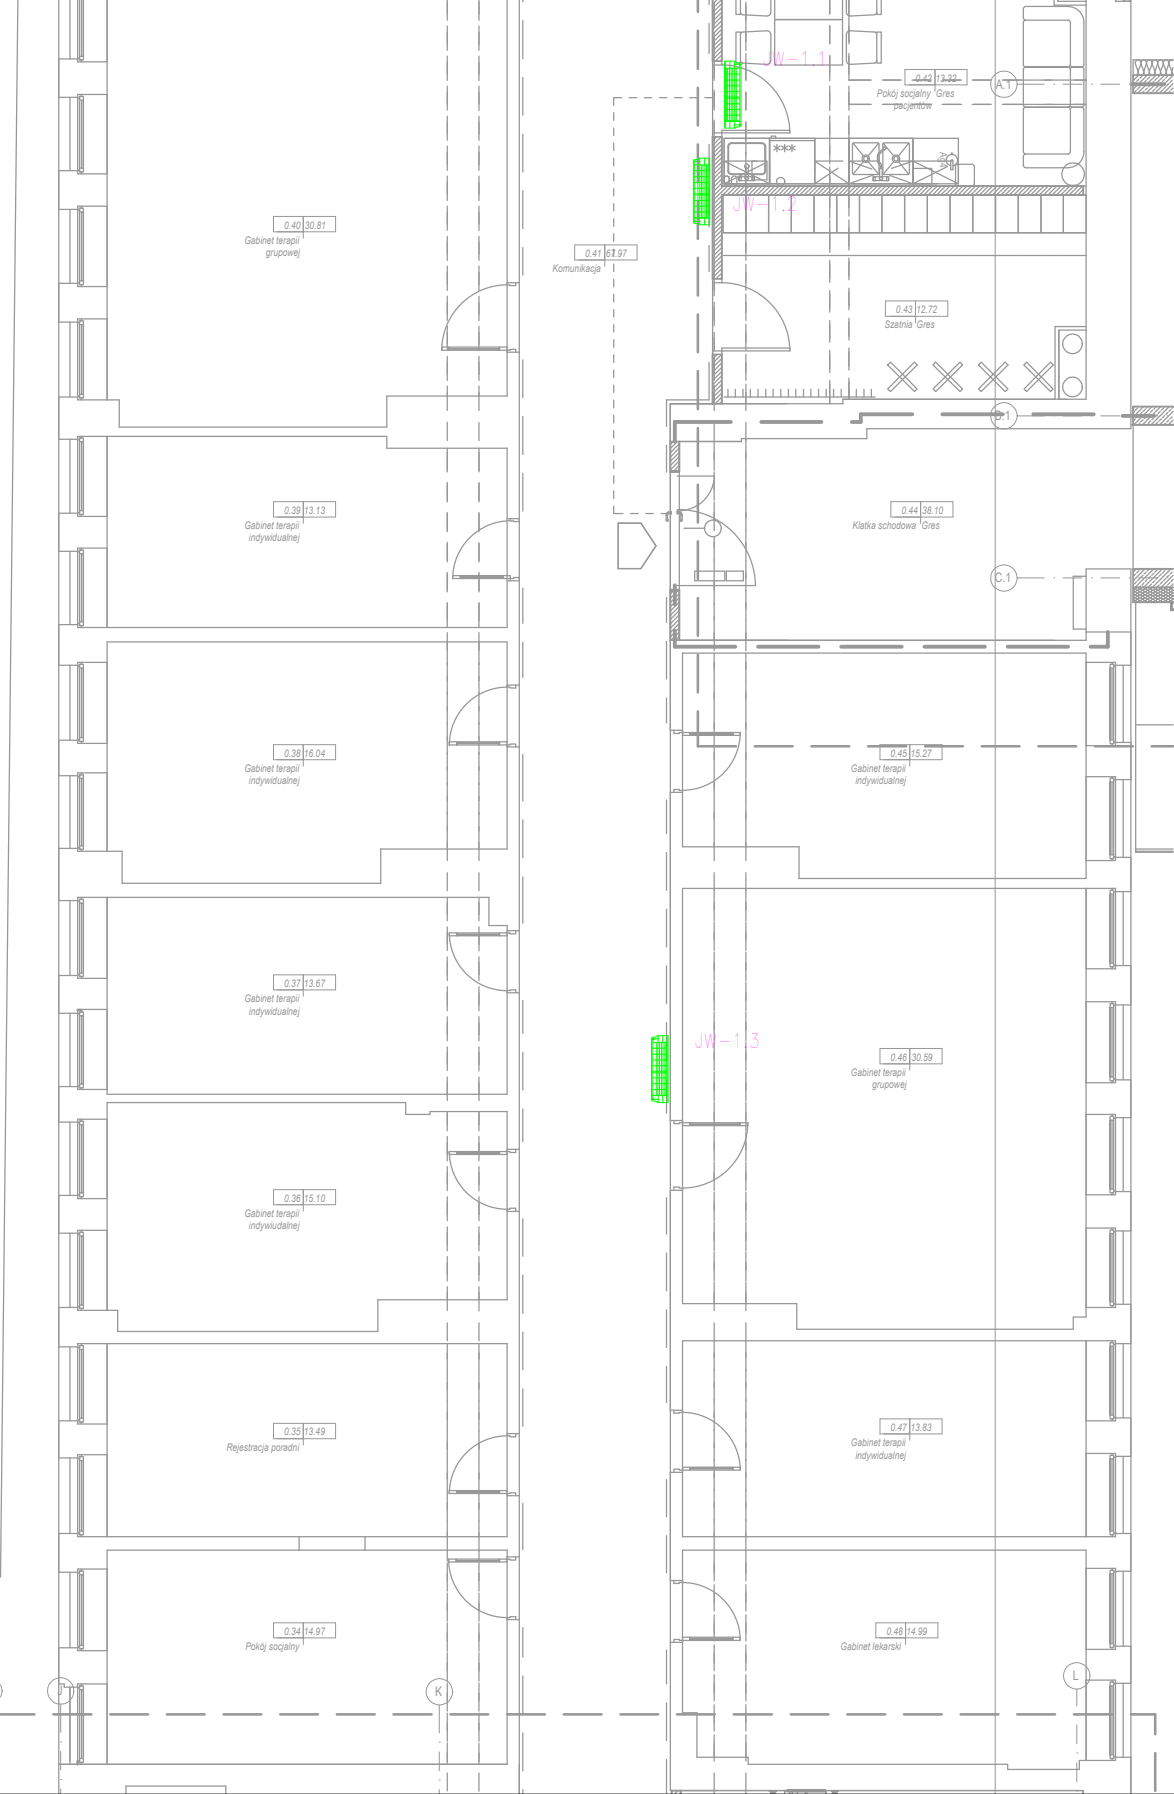 JW-1.1
0.42 13.32
Pokój socjalny Gres
pacjentów
A.1
***
JW-1.2
0.40 30.81
Gabinet terapii
grupowej
0.41 67.97
Komunikacja
0.43 12.72
Szatnia Gres
B.1
0.39 13.13
Gabinet terapii
indywidualnej
0.44 38.10
Klatka schodowa Gres
C.1
0.38 16.04
Gabinet terapii
indywidualnej
0.45 15.27
Gabinet terapii
indywidualnej
0.37 13.67
Gabinet terapii
indywidualnej
JW-1.3
0.46 30.59
Gabinet terapii
grupowej
0.36 15.10
Gabinet terapii
indywiudalnej
0.35 13.49
Rejestracja poradni
0.47 13.83
Gabinet terapii
indywidualnej
0.34 14.97
Pokój socjalny
0.48 14.99
Gabinet lekarski
J
K
L